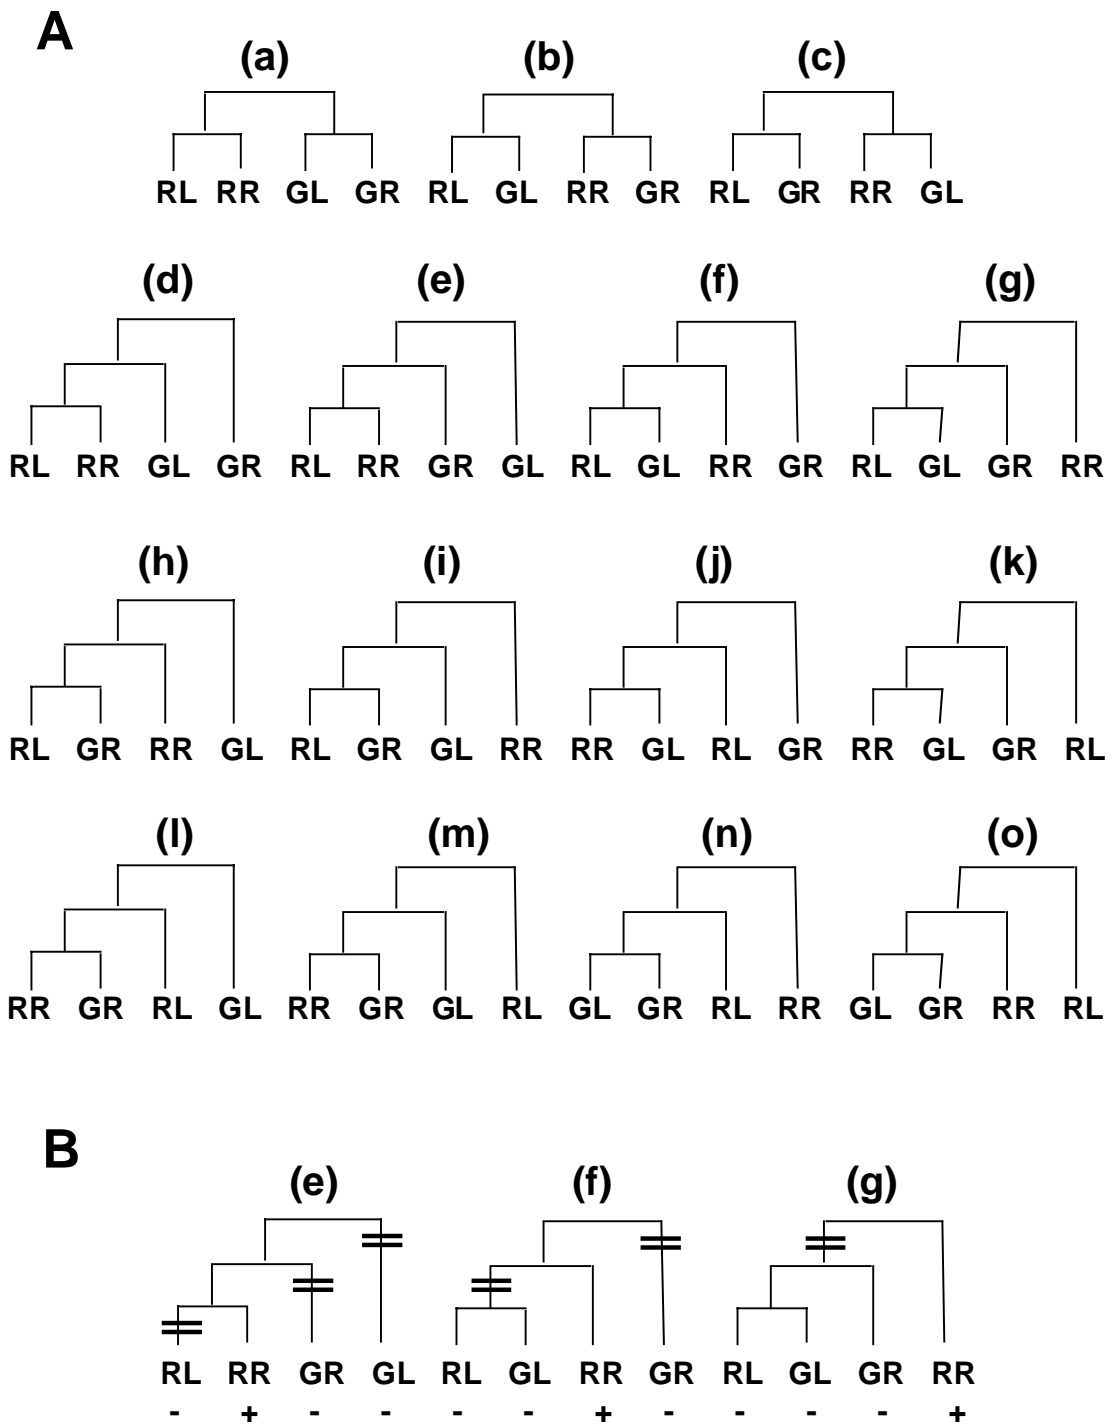 A
(a) (b) (c)
RL RR GL GR RL GL RR GR RL GR RR GL
(d) (e) (f) (g)
RL RR GL GR RL RR GR GL RL GL RR GR RL GL GR RR
(h) (i) (j) (k)
RL GR RR GL RL GR GL RR RR GL RL GR RR GL GR RL
(l) (m) (n) (o)
RR GR RL GL RR GR GL RL GL GR RL RR GL GR RR RL
B
(e) (f) (g)
RL RR GR GL RL GL RR GR RL GL GR RR
- + - - - - + - - - - +